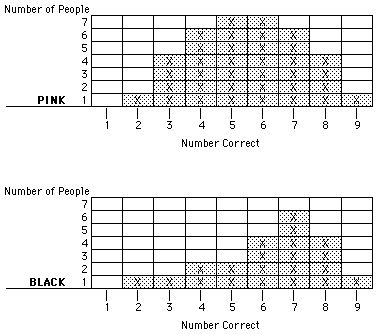 Number of People
7 X X
6 X X X X
5 X X X X
4 X X X X X X
3 X X X X X X
2 X X X X X X
PINK 1 X X X X X X X X
1 2 3 4 5 6 7 8 9
Number Correct
Number of People
7
6 X
5 X
4 X X X
3 X X X
2 X X X X X
BLACK 1 X X X X X X X X
1 2 3 4 5 6 7 8 9
Number Correct